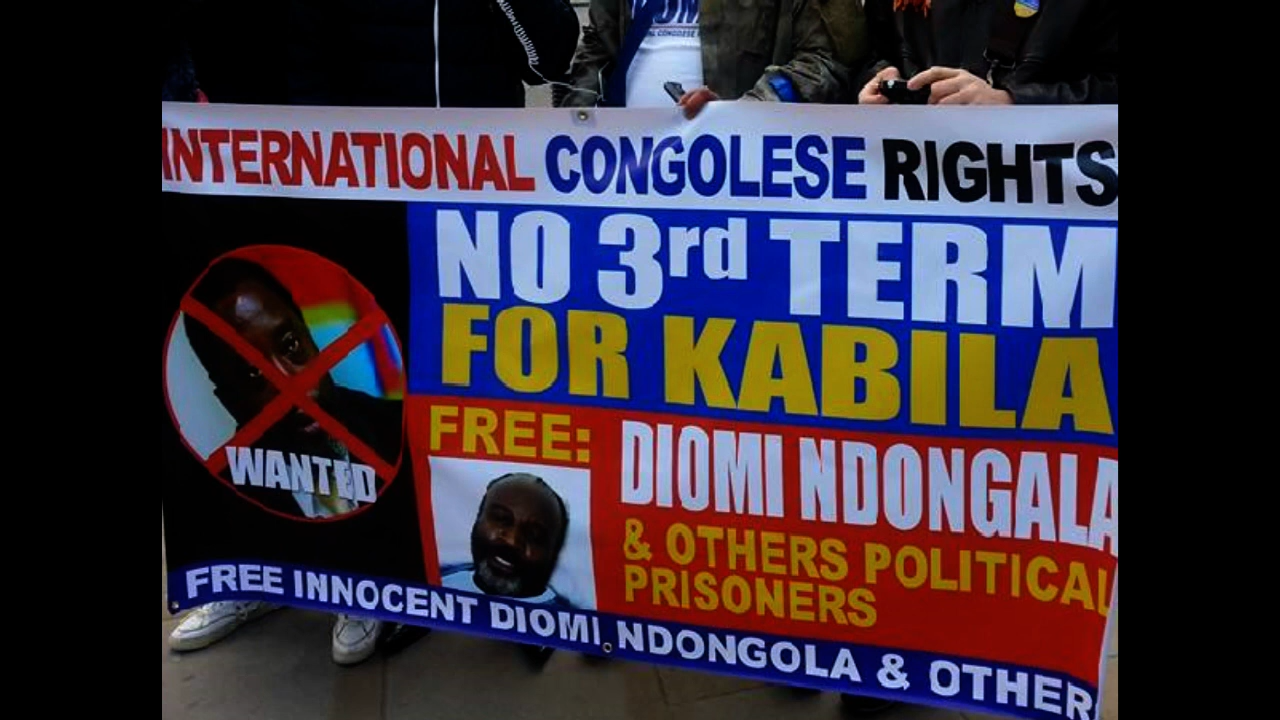 INTERNATIONAL CONGOLESE RIGHTS
NO 3rd TERM
FOR KABILA
WANTED
FREE:
DIOMI NDONGALA
& OTHERS POLITICAL
PRISONERS
FREE INNOCENT DIOMI NDONGOLA & OTHER